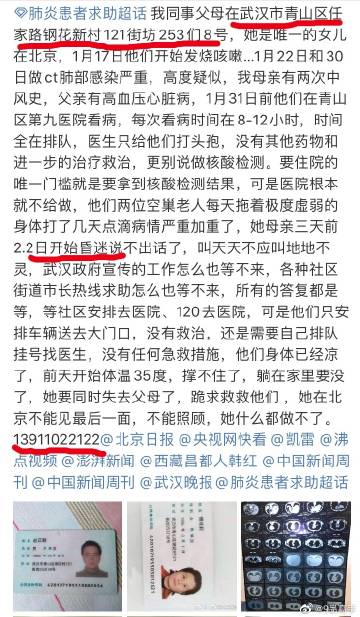 肺炎患者求助超话 我同事父母在武汉市青山区任
家路钢花新村121街坊253们8号，她是唯一的女儿
在北京，1月17日他们开始发烧咳嗽...1月22日和30
日做ct肺部感染严重，高度疑似，我母亲有两次中
风史，父亲有高血压心脏病，1月31日前他们在青山
区第九医院看病，每次看病时间在8-12小时，时间
全在排队，医生只给他们打头孢，没有其他药物和
进一步的治疗救治，更别说做核酸检测。要住院的
唯一门槛就是要拿到核酸检测结果，可是医院根本
就不给做，他们两位空巢老人每天拖着极度虚弱的
身体打了几天点滴病情严重加重了，她母亲三天前
2.2日开始昏迷说不出话了，叫天天不应叫地地不
灵，武汉政府宣传的工作怎么也等不来，各种社区
街道市长热线求助怎么也等不来，所有的答复都是
等，等社区安排去医院、120去医院，可是他们只安
排车辆送去大门口，没有救治，还是需要自己排队
挂号找医生，没有任何急救措施，他们身体已经凉
了，前天开始体温35度，撑不住了，躺在家里要没
了，她要同时失去父母了，跪求救救他们 ，她在北
京不能见最后一面，不能照顾，她什么都做不了。
13911022122@北京日报 @央视网快看 @凯雷 @沸
点视频 @澎湃新闻 @西藏昌都人韩红 @中国新闻周
刊 @中国新闻周刊 @武汉晚报 @肺炎患者求助超话